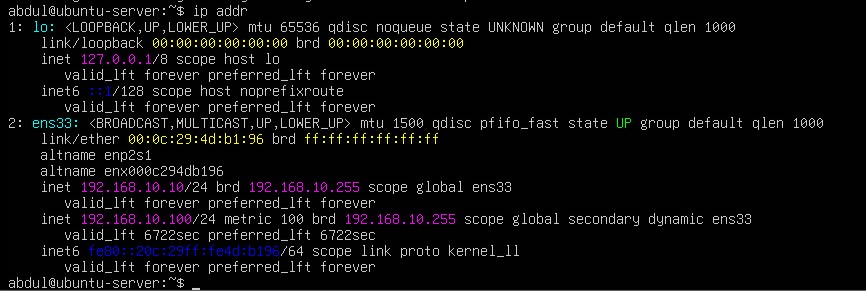 abdul@ubuntu-server:~$ ip addr
1: lo: <LOOPBACK,UP,LOWER_UP> mtu 65536 qdisc noqueue state UNKNOWN group default qlen 1000
link/loopback 00:00:00:00:00:00 brd 00:00:00:00:00:00
inet 127.0.0.1/8 scope host lo
valid_lft forever preferred_lft forever
inet6 ::1/128 scope host noprefixroute
valid_lft forever preferred_lft forever
2: ens33: <BROADCAST,MULTICAST,UP,LOWER_UP> mtu 1500 qdisc pfifo_fast state UP group default qlen 1000
link/ether 00:0c:29:4d:b1:96 brd ff:ff:ff:ff:ff:ff
altname enp2s1
altname enx000c294db196
inet 192.168.10.10/24 brd 192.168.10.255 scope global ens33
valid_lft forever preferred_lft forever
inet 192.168.10.100/24 metric 100 brd 192.168.10.255 scope global secondary dynamic ens33
valid_lft 6722sec preferred_lft 6722sec
inet6 fe80::20c:29ff:fe4d:b196/64 scope link proto kernel_ll
valid_lft forever preferred_lft forever
abdul@ubuntu-server:~$ _